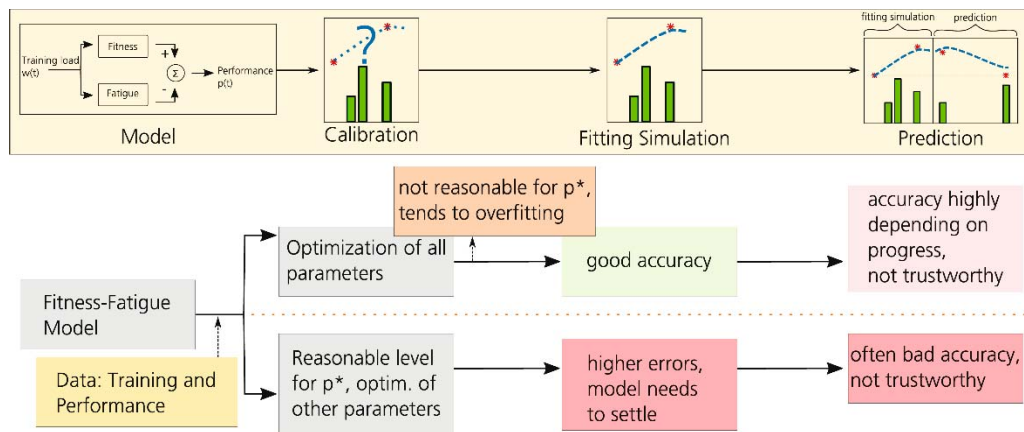 fitting simulation
prediction
Training load
w(t)
Fitness
Fatigue
+
-
Σ
Performance
p(t)
?
Model
Calibration
Fitting Simulation
Prediction
not reasonable for p*,
tends to overfitting
Optimization of all
parameters
good accuracy
accuracy highly
depending on
progress,
not trustworthy
Fitness-Fatigue
Model
Data: Training and
Performance
Reasonable level
for p*, optim. of
other parameters
higher errors,
model needs
to settle
often bad accuracy,
not trustworthy